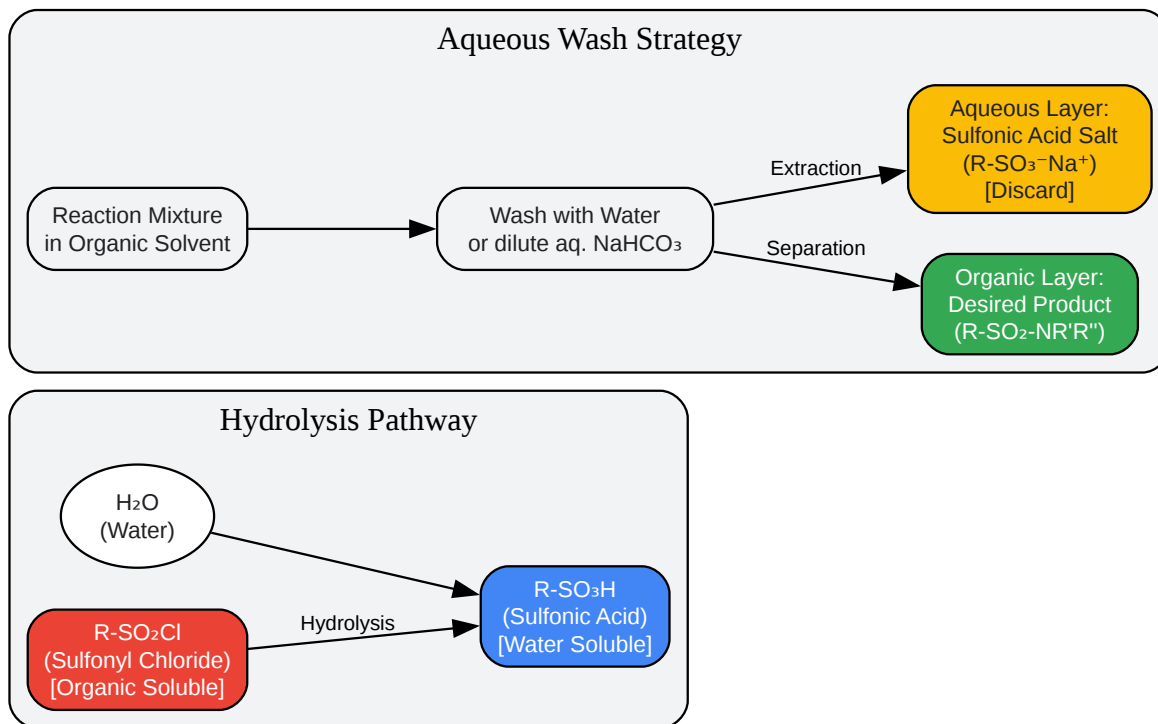 Aqueous Wash Strategy
Reaction Mixture
in Organic Solvent
Wash with Water
or dilute aq. NaHCO₃
Extraction
Separation
Aqueous Layer:
Sulfonic Acid Salt
(R-SO₃⁻Na⁺)
[Discard]
Organic Layer:
Desired Product
(R-SO₂-NR'R")
Hydrolysis Pathway
H₂O
(Water)
R-SO₂Cl
(Sulfonyl Chloride)
[Organic Soluble]
Hydrolysis
R-SO₃H
(Sulfonic Acid)
[Water Soluble]